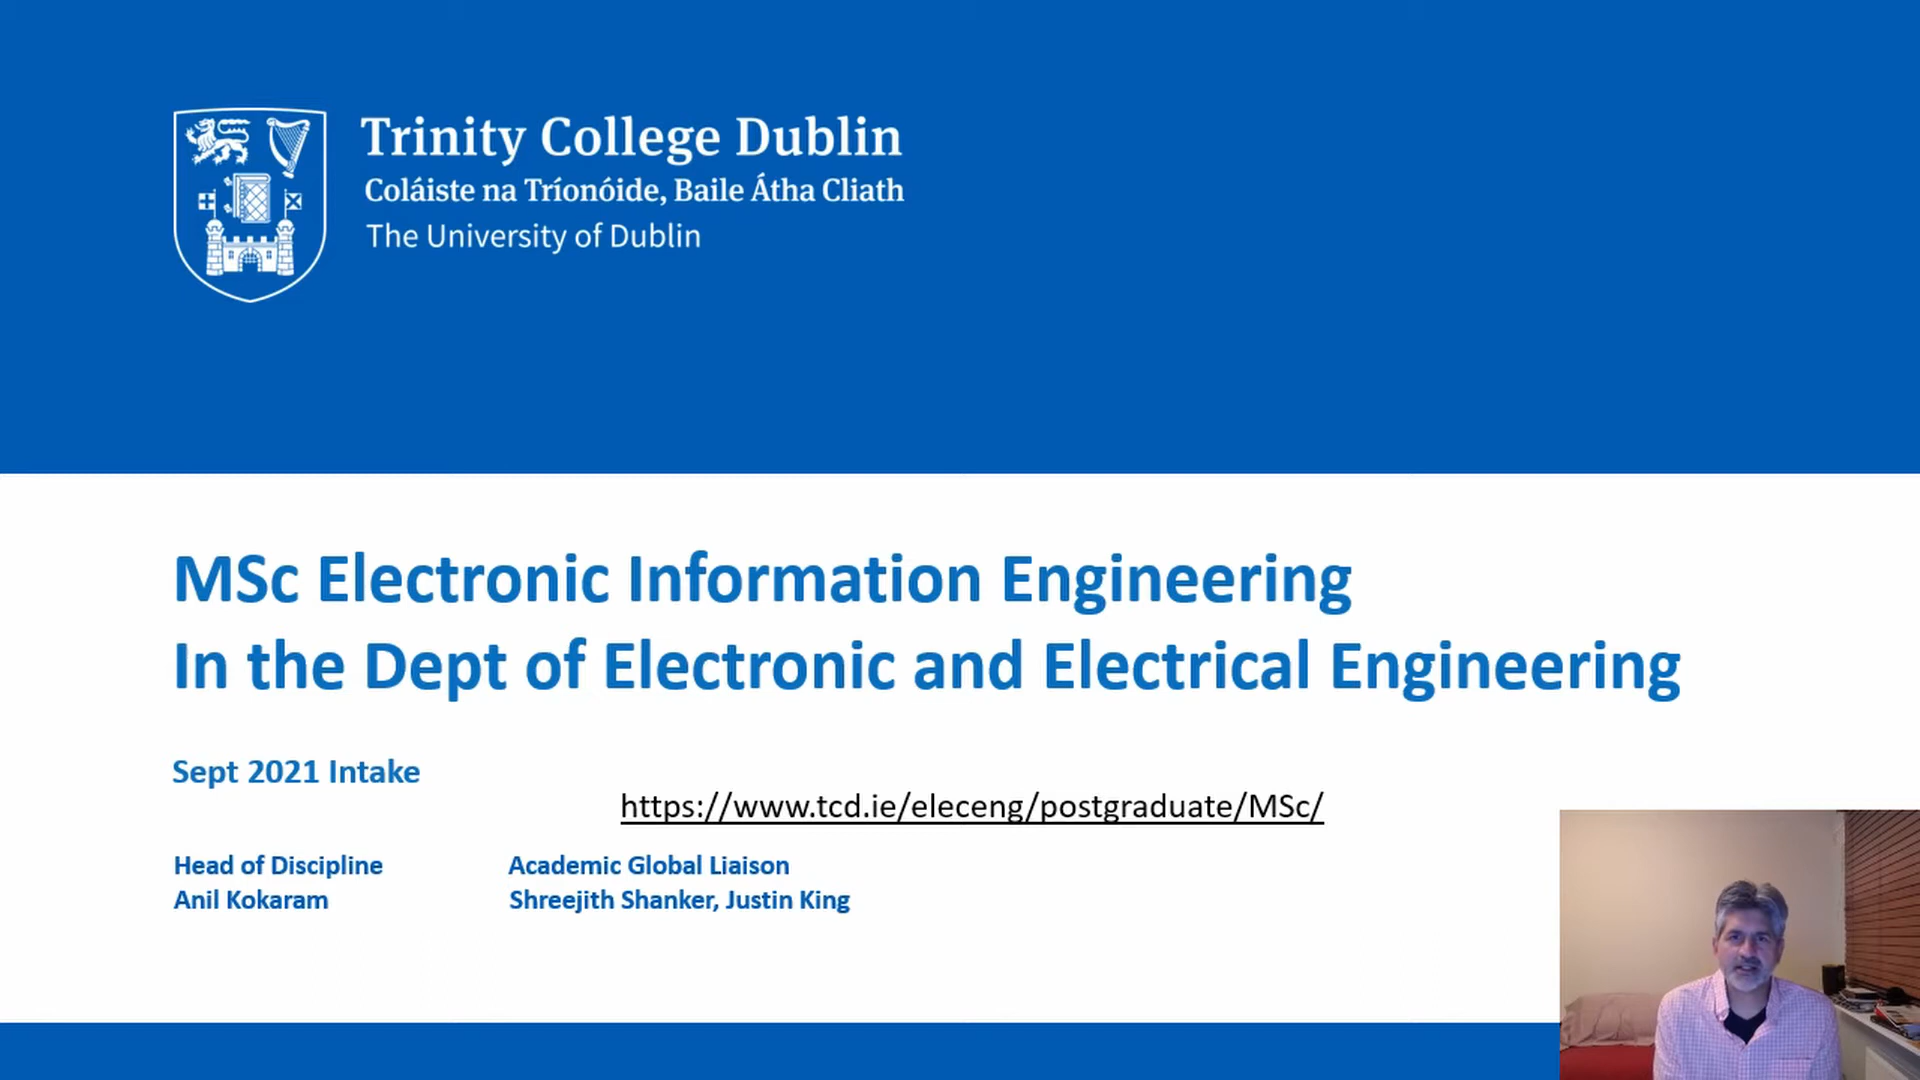 Trinity College Dublin
Coláiste na Tríonóide, Baile Átha Cliath
The University of Dublin
MSc Electronic Information Engineering
In the Dept of Electronic and Electrical Engineering
Sept 2021 Intake
https://www.tcd.ie/eleceng/postgraduate/MSc/
Head of Discipline
Anil Kokaram
Academic Global Liaison
Shreejith Shanker, Justin King